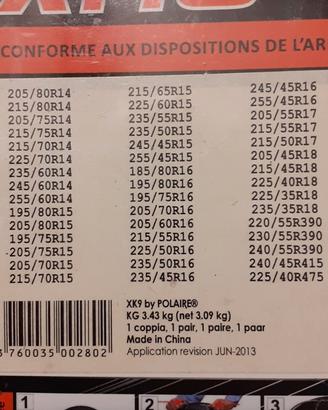 CONFORME AUX DISPOSITIONS DE L'AR
205/80R14
215/80R14
205/75R14
215/75R14
215/70R14
225/70R14
235/60R14
245/60R14
255/60R14
195/80R15
205/80R15
195/75R15
205/75R15
205/70R15
215/70R15
215/65R15
225/60R15
235/55R15
235/50R15
245/45R15
255/45R15
185/80R16
195/80R16
195/75R16
205/70R16
205/60R16
215/55R16
225/50R16
235/50R16
235/45R16
245/45R16
255/45R16
205/55R17
215/55R17
215/50R17
205/45R18
215/45R18
225/40R18
225/35R18
235/35R18
220/55R390
230/55R390
240/55R390
240/45R415
225/40R475
XK9 by POLAIRE®
KG 3.43 kg (net 3.09 kg)
1 coppia, 1 pair, 1 paire, 1 paar
Made in China
Application revision JUN-2013
3 760035 002802
1
2
3